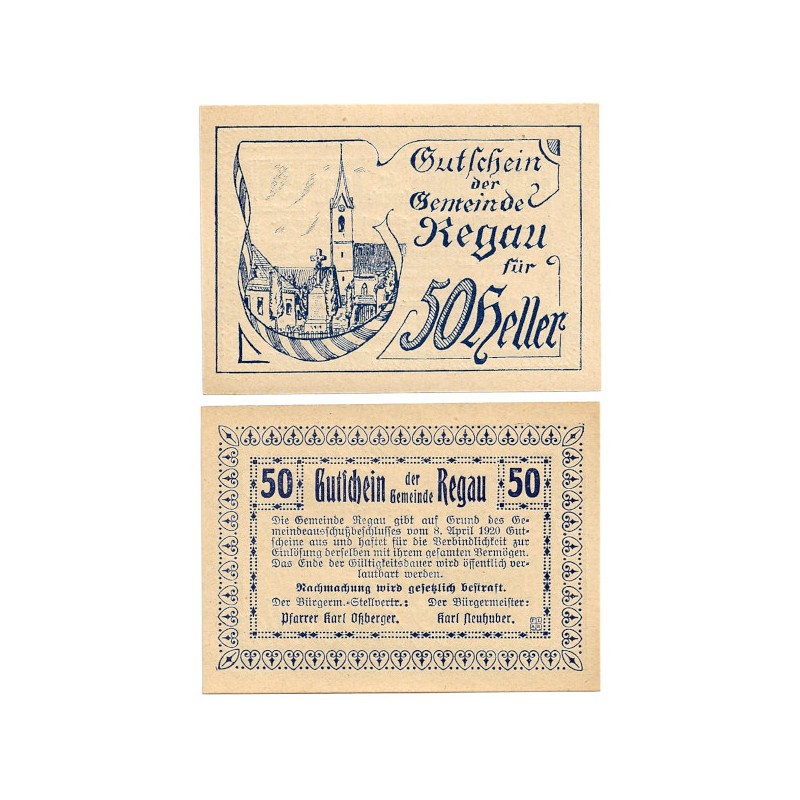 Gutschein
der
Gemeinde
Regau
für
50 Heller
50 Gutschein der Gemeinde Regau 50
Die Gemeinde Regau gibt auf Grund des Ge-
meindeausschußbeschlusses vom 8. April 1920 Gut-
scheine aus und haftet für die Verbindlichkeit zur
Einlösung derselben mit ihrem gesamten Vermögen.
Das Ende der Gültigkeitsdauer wird öffentlich ver-
lautbart werden.
Nachmachung wird gesetzlich bestraft.
Der Bürgerm.-Stellvertr.: Der Bürgermeister:
Pfarrer Karl Oßberger. Karl Neuhuber.